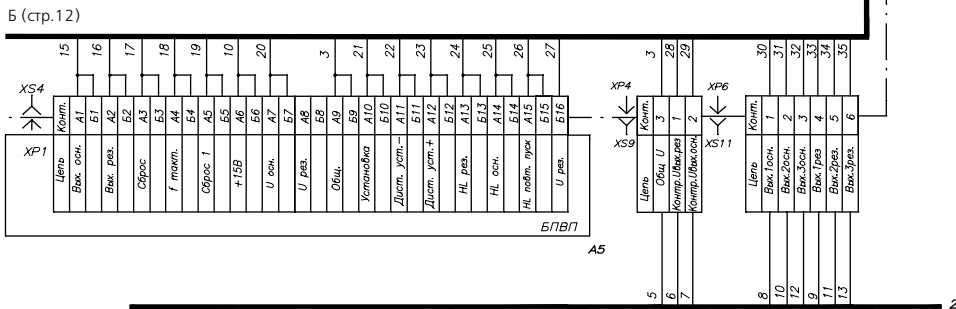 Б (стр.12)
15 16 17 18 19 10 20 3 21 22 23 24 25 26 27
3 28 29
30 31 32 33 34 35
XS4
XP4
XP6
Конт. А1 Б1 А2 Б2 А3 Б3 А4 Б4 А5 Б5 А6 Б6 А7 Б7 А8 Б8 А9 Б9 А10 Б10 А11 Б11 А12 Б12 А13 Б13 А14 Б14 А15 Б15 Б16
Конт. 3 1 2
Конт. 1 2 3 4 5 6
XP1
XS9
XS11
Цепь
Вых. осн.
Вых. рез.
Сброс
f такт.
Сброс 1
+15В
U осн.
U рез.
Общ.
Установка
Дист. уст.–
Дист. уст.+
HL рез.
HL осн.
HL повт. пуск
U рез.
Цепь
Общ U
Контр.Uвых.рез
Контр.Uвых.осн.
Цепь
Вых.1осн.
Вых.2осн.
Вых.3осн.
Вых.1рез
Вых.2рез.
Вых.3рез.
БПВП
А5
5 6 7
8 10 12 9 11 13
2